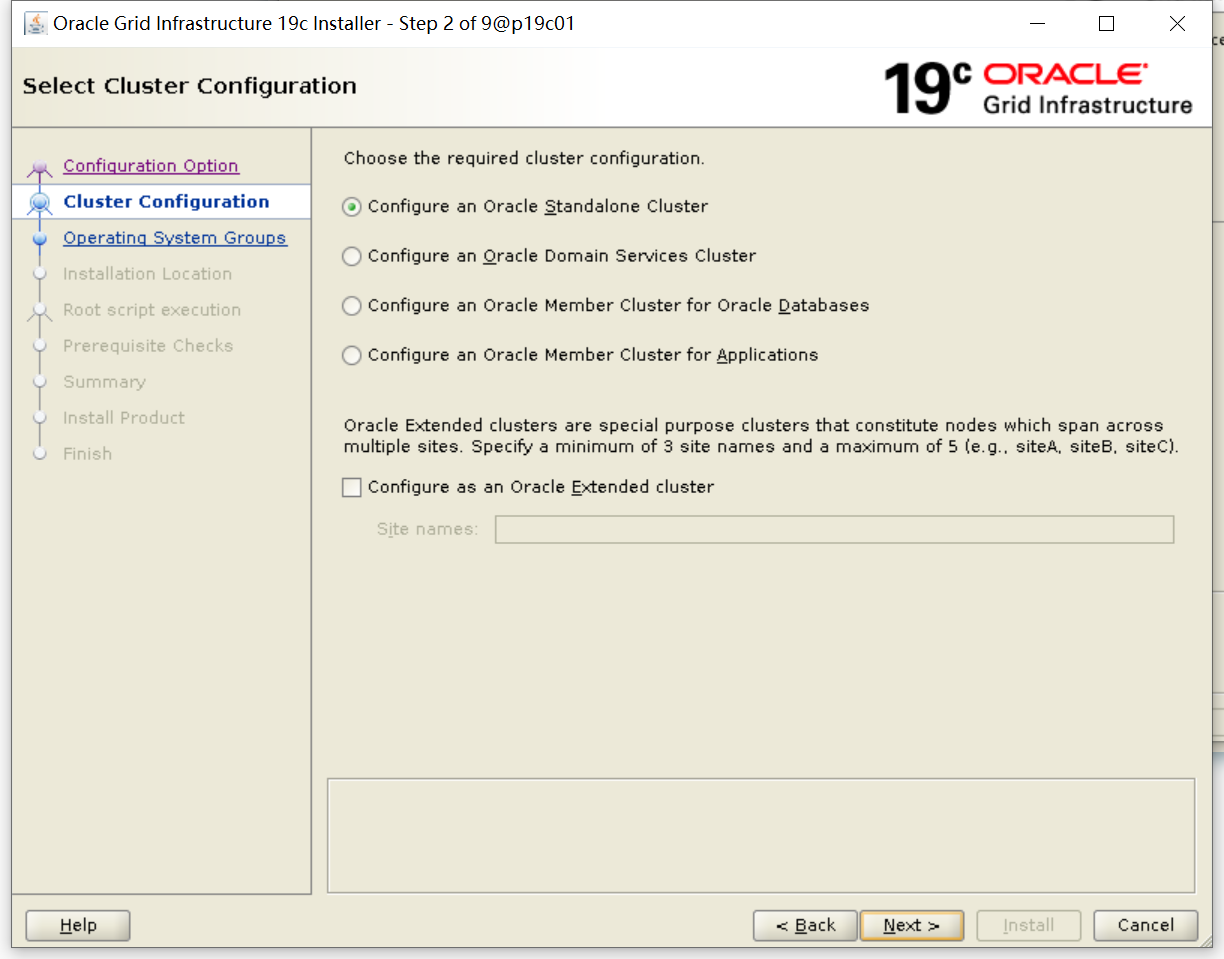 Oracle Grid Infrastructure 19c Installer - Step 2 of 9@p19c01
Select Cluster Configuration
19c ORACLE
Grid Infrastructure
Configuration Option
Cluster Configuration
Operating System Groups
Installation Location
Root script execution
Prerequisite Checks
Summary
Install Product
Finish
Choose the required cluster configuration.
Configure an Oracle Standalone Cluster
Configure an Oracle Domain Services Cluster
Configure an Oracle Member Cluster for Oracle Databases
Configure an Oracle Member Cluster for Applications
Oracle Extended clusters are special purpose clusters that constitute nodes which span across
multiple sites. Specify a minimum of 3 site names and a maximum of 5 (e.g., siteA, siteB, siteC).
Configure as an Oracle Extended cluster
Site names:
Help
< Back
Next >
Install
Cancel